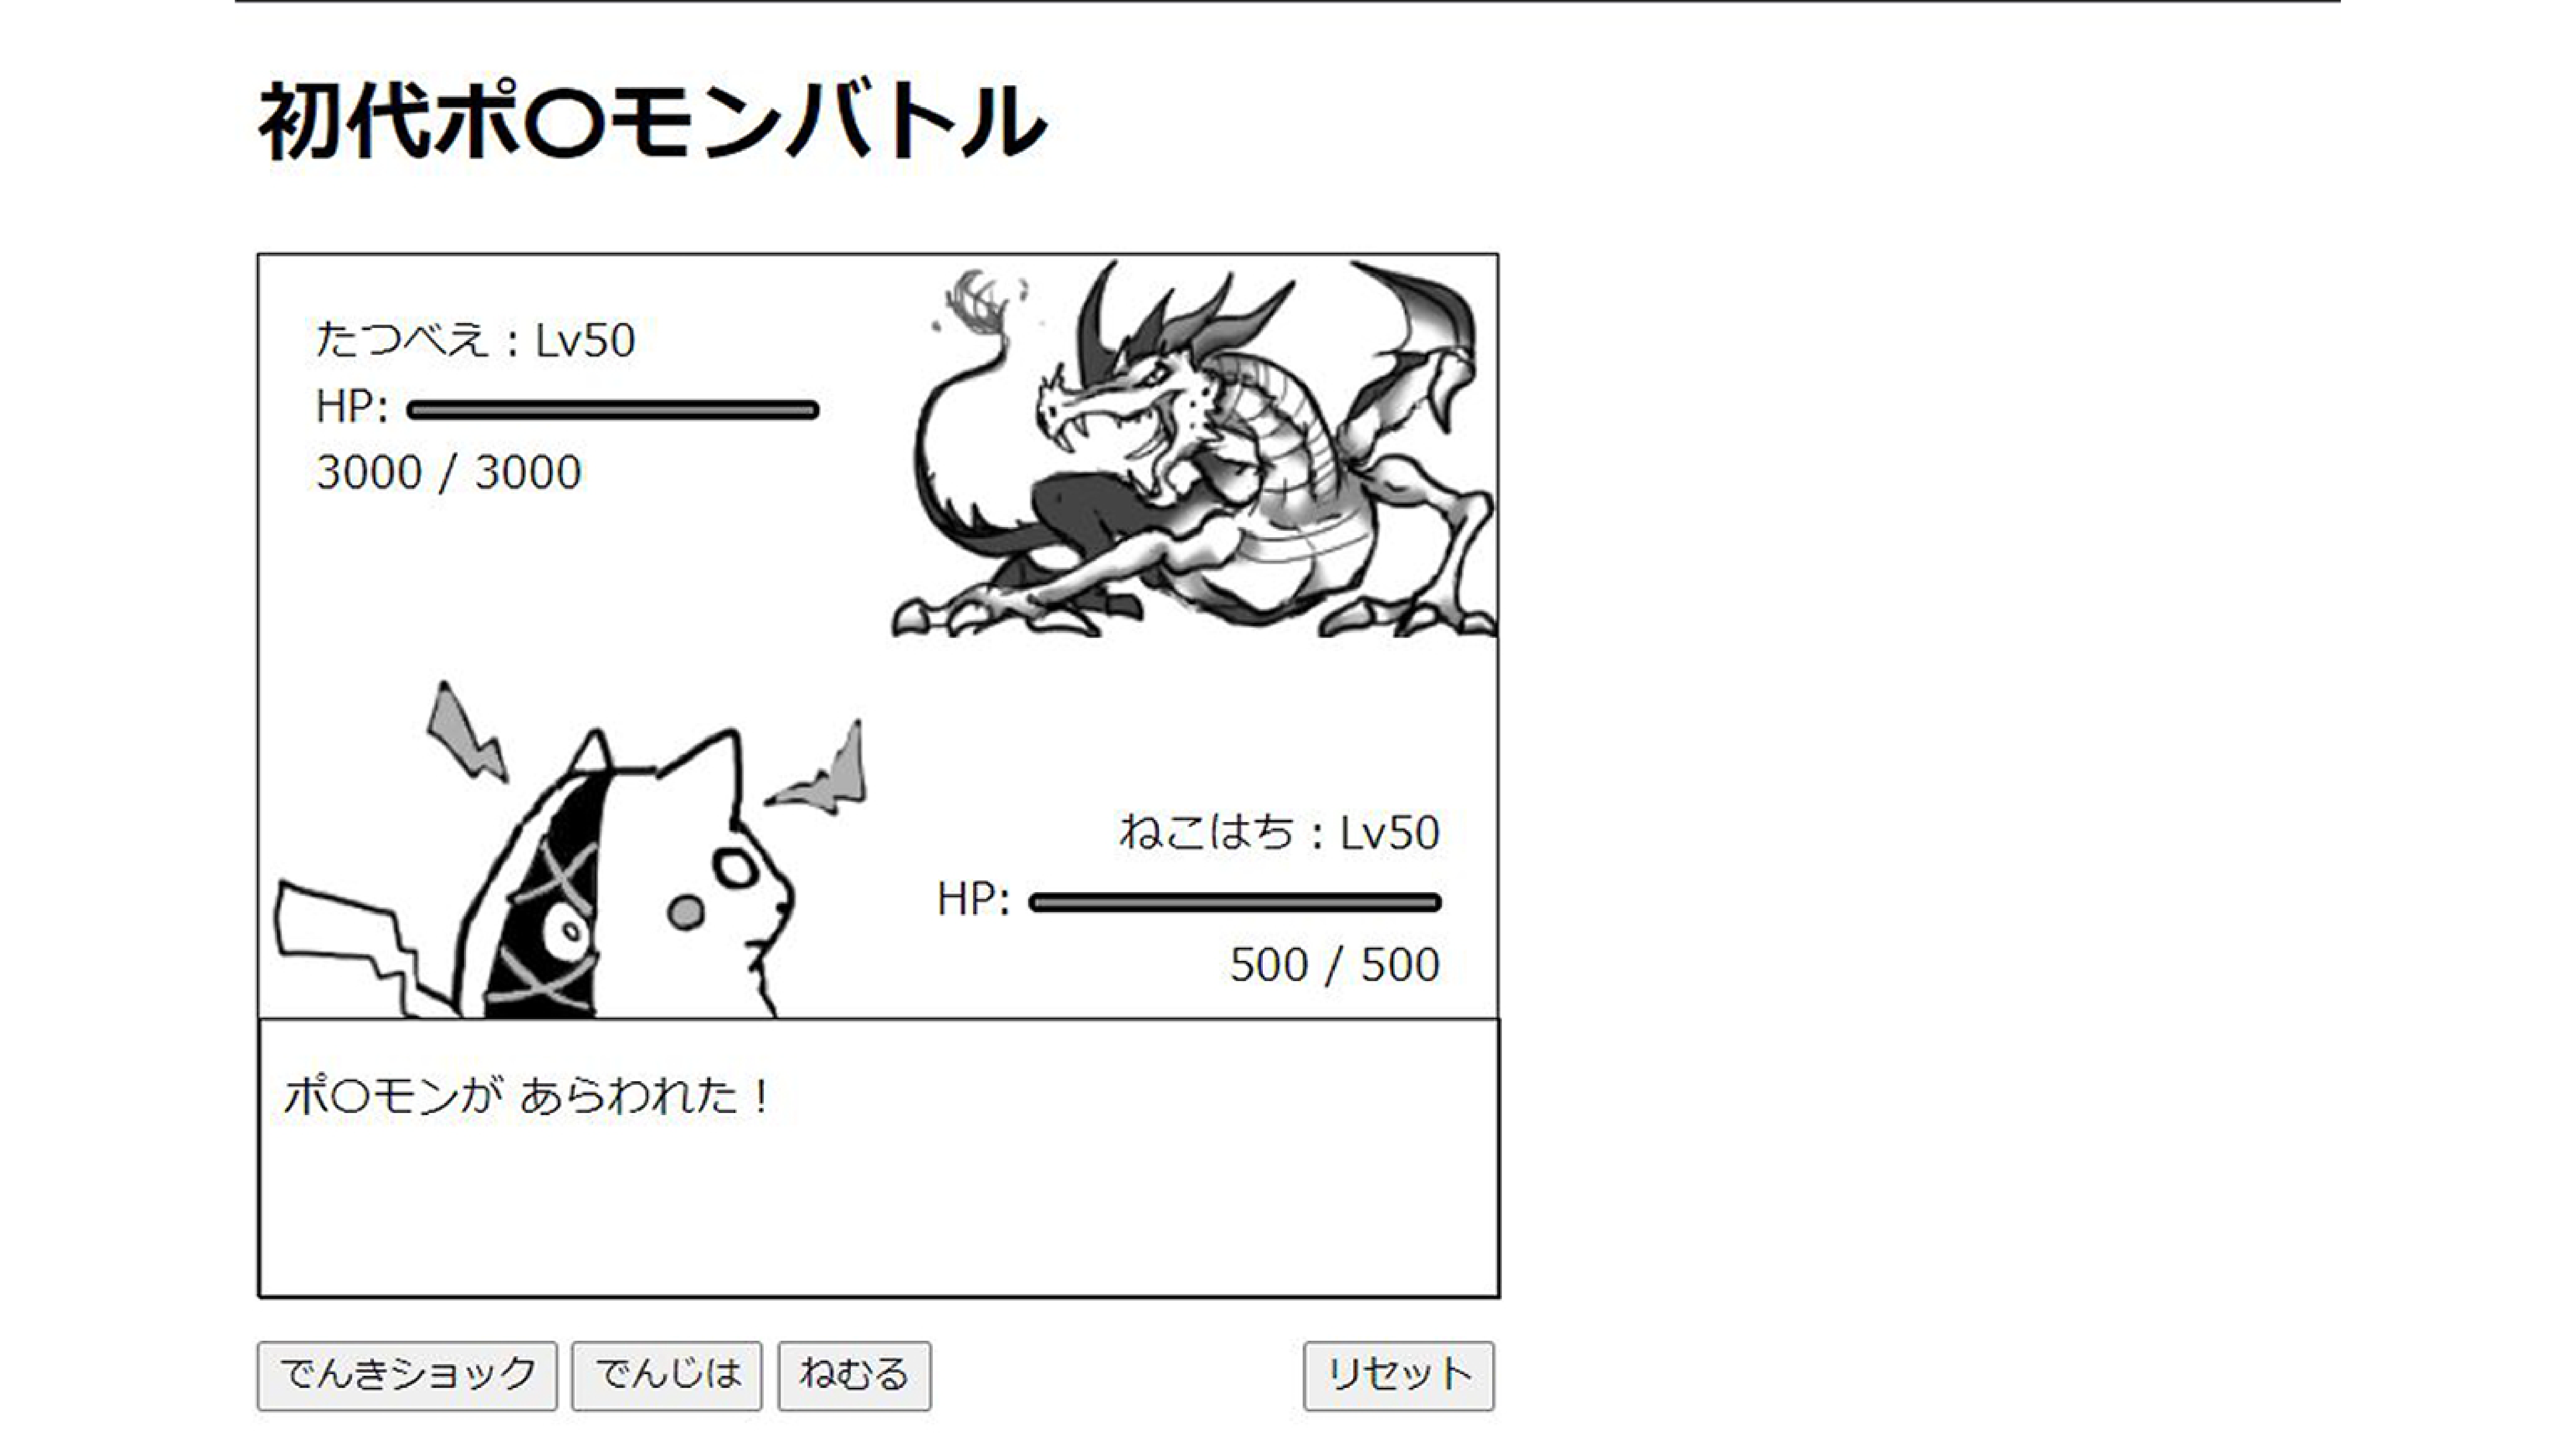 初代ポ〇モンバトル
たつべえ : Lv50
HP:
3000 / 3000
ねこはち : Lv50
HP:
500 / 500
ポ〇モンが あらわれた！
でんきショック でんじは ねむる リセット